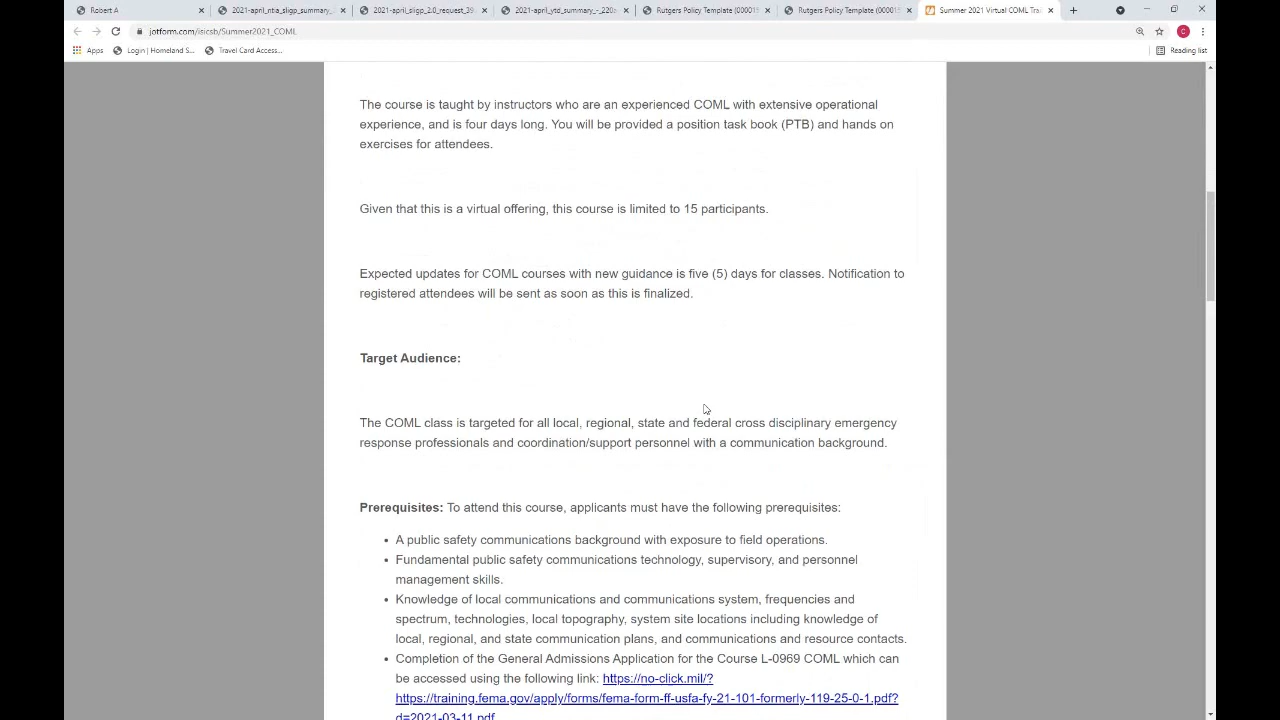 Robert A
2021-april_ntia_sligp_summary_
2021-april_sligp_2.0_request_39
2021-april_ytd_summary_-_220a
Rutgers Policy Template (000015
Rutgers Policy Template (000015
Summer 2021 Virtual COML Trai
jotform.com/isicsb/Summer2021_COML
C
Apps
Login | Homeland S...
Travel Card Access...
Reading list
The course is taught by instructors who are an experienced COML with extensive operational
experience, and is four days long. You will be provided a position task book (PTB) and hands on
exercises for attendees.
Given that this is a virtual offering, this course is limited to 15 participants.
Expected updates for COML courses with new guidance is five (5) days for classes. Notification to
registered attendees will be sent as soon as this is finalized.
Target Audience:
The COML class is targeted for all local, regional, state and federal cross disciplinary emergency
response professionals and coordination/support personnel with a communication background.
Prerequisites: To attend this course, applicants must have the following prerequisites:
• A public safety communications background with exposure to field operations.
• Fundamental public safety communications technology, supervisory, and personnel
management skills.
• Knowledge of local communications and communications system, frequencies and
spectrum, technologies, local topography, system site locations including knowledge of
local, regional, and state communication plans, and communications and resource contacts.
• Completion of the General Admissions Application for the Course L-0969 COML which can
be accessed using the following link: https://no-click.mil/?
https://training.fema.gov/apply/forms/fema-form-ff-usfa-fy-21-101-formerly-119-25-0-1.pdf?
d=2021-03-11.pdf